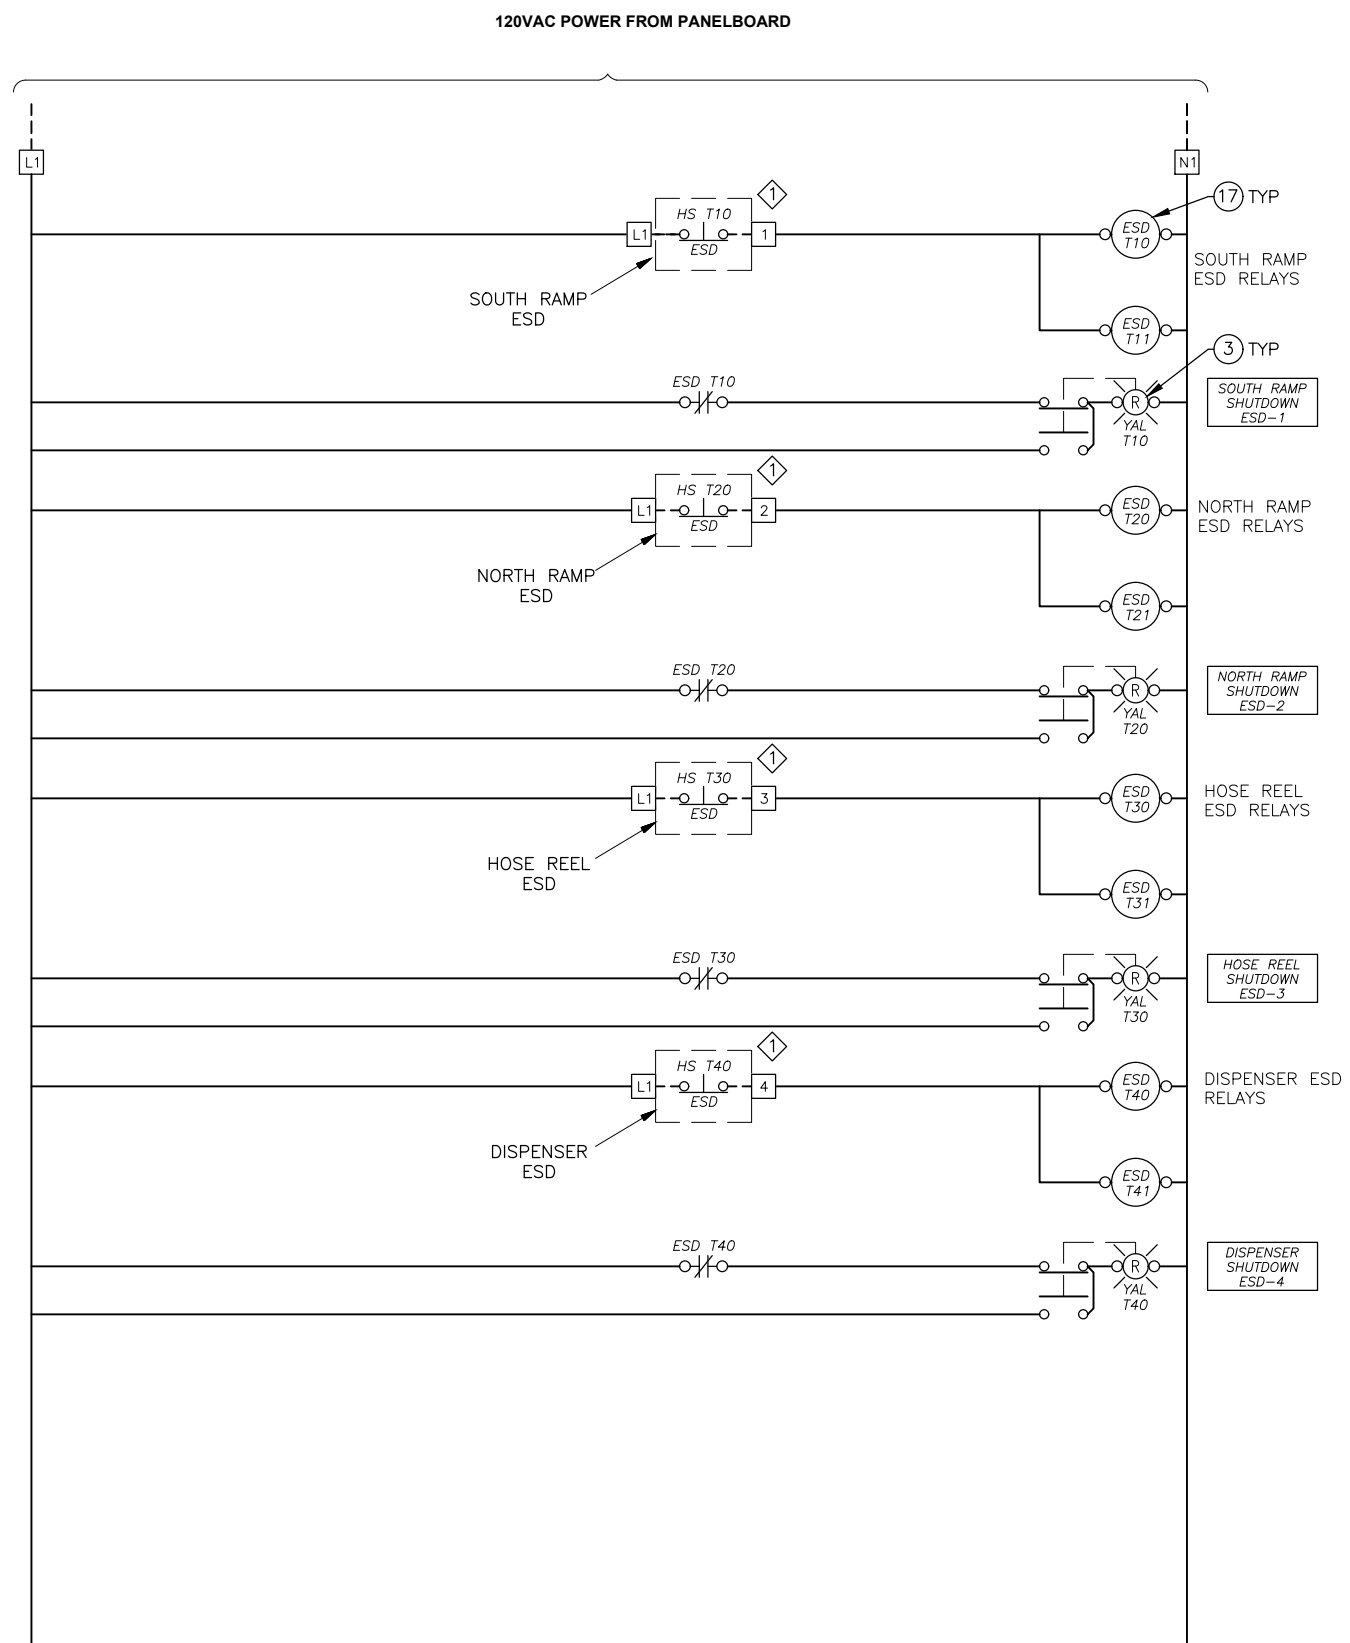 120VAC POWER FROM PANELBOARD
L1
N1
1
17 TYP
HS T10
L1
1
ESD
ESD
T10
SOUTH RAMP
ESD RELAYS
SOUTH RAMP
ESD
ESD
T11
3 TYP
ESD T10
R
YAL
T10
SOUTH RAMP
SHUTDOWN
ESD-1
1
HS T20
L1
2
ESD
ESD
T20
NORTH RAMP
ESD RELAYS
NORTH RAMP
ESD
ESD
T21
ESD T20
R
YAL
T20
NORTH RAMP
SHUTDOWN
ESD-2
1
HS T30
L1
3
ESD
ESD
T30
HOSE REEL
ESD RELAYS
HOSE REEL
ESD
ESD
T31
ESD T30
R
YAL
T30
HOSE REEL
SHUTDOWN
ESD-3
1
HS T40
L1
4
ESD
ESD
T40
DISPENSER ESD
RELAYS
DISPENSER
ESD
ESD
T41
ESD T40
R
YAL
T40
DISPENSER
SHUTDOWN
ESD-4